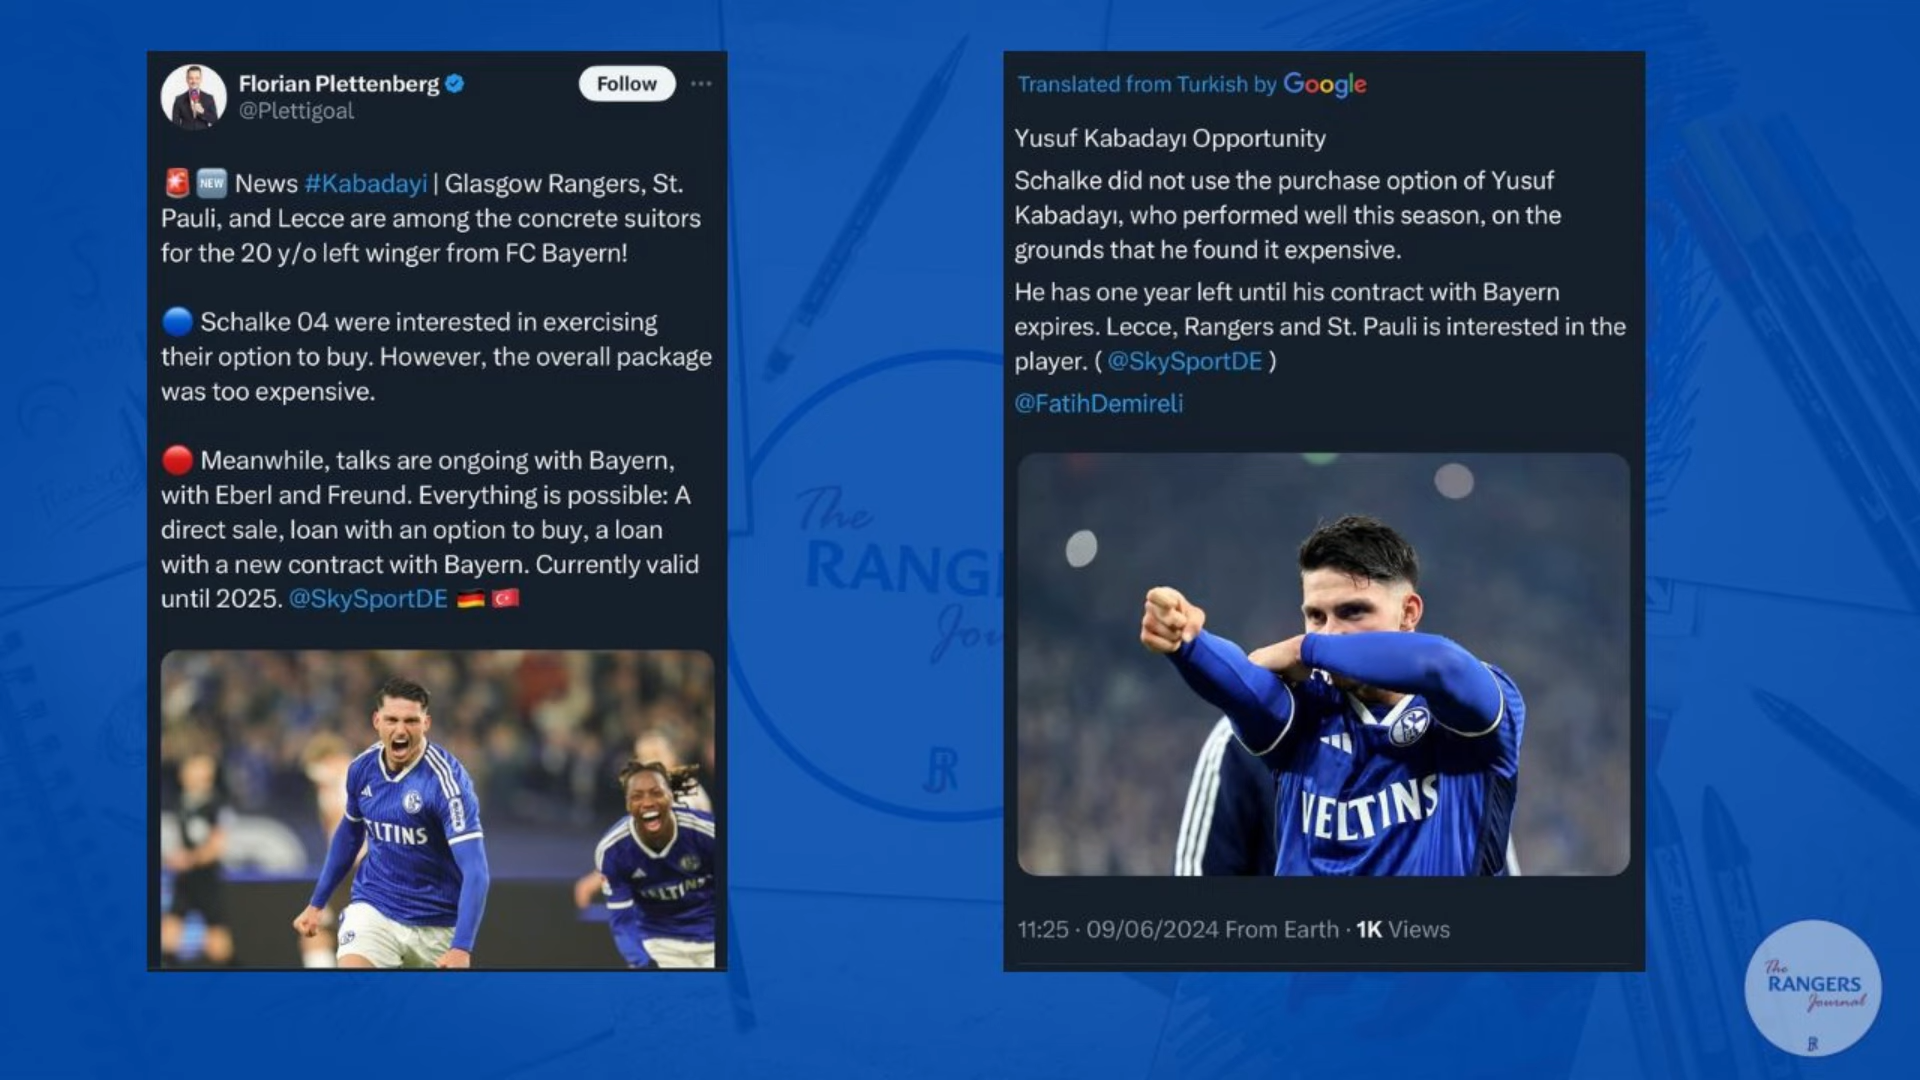 Florian Plettenberg
@Plettigoal
Follow
NEW News #Kabadayi | Glasgow Rangers, St.
Pauli, and Lecce are among the concrete suitors
for the 20 y/o left winger from FC Bayern!
Schalke 04 were interested in exercising
their option to buy. However, the overall package
was too expensive.
Meanwhile, talks are ongoing with Bayern,
with Eberl and Freund. Everything is possible: A
direct sale, loan with an option to buy, a loan
with a new contract with Bayern. Currently valid
until 2025. @SkySportDE
LTINS
Translated from Turkish by Google
Yusuf Kabadayı Opportunity
Schalke did not use the purchase option of Yusuf
Kabadayı, who performed well this season, on the
grounds that he found it expensive.
He has one year left until his contract with Bayern
expires. Lecce, Rangers and St. Pauli is interested in the
player. ( @SkySportDE )
@FatihDemireli
VELTINS
11:25 · 09/06/2024 From Earth · 1K Views
The
RANG
Jou
The
RANGERS
Journal